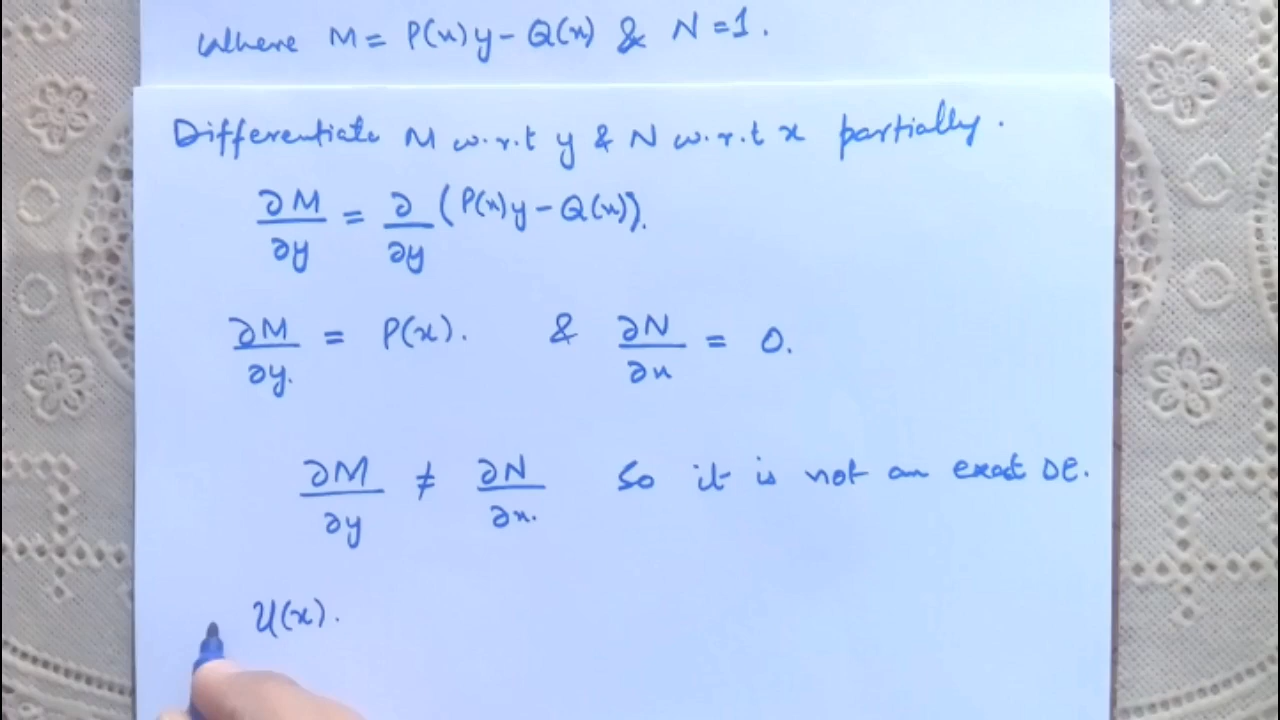 Where M = P(x)y - Q(x) & N = 1.
Differentiate M w.r.t y & N w.r.t x partially.
∂M/∂y = ∂/∂y (P(x)y - Q(x)).
∂M/∂y. = P(x). & ∂N/∂x = 0.
∂M/∂y ≠ ∂N/∂x. So it is not an exact DE.
U(x).